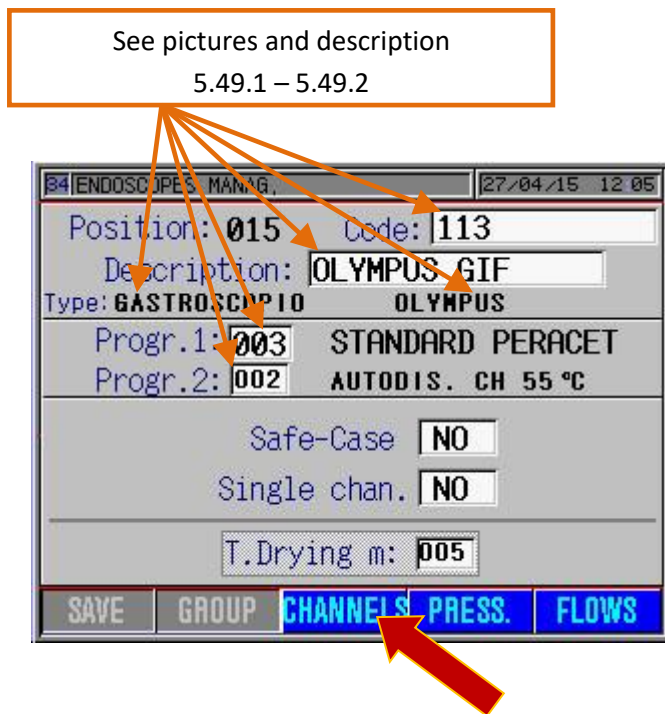 See pictures and description
5.49.1 – 5.49.2
84 ENDOSCOPES MANAG, 27/04/15 12 05
Position: 015 Code: 113
Description: OLYMPUS GIF
Type: GASTROSCOPIO OLYMPUS
Progr.1: 003 STANDARD PERACET
Progr.2: 002 AUTODIS. CH 55 °C
Safe-Case NO
Single chan. NO
T.Drying m: 005
SAVE GROUP CHANNELS PRESS. FLOWS